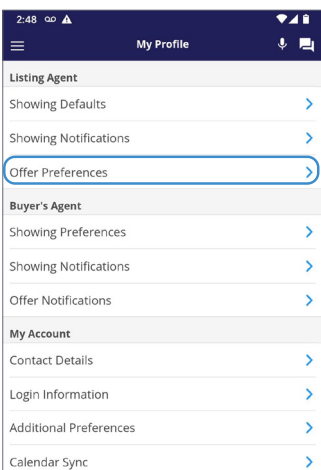 2:48
My Profile
Listing Agent
Showing Defaults
Showing Notifications
Offer Preferences
Buyer's Agent
Showing Preferences
Showing Notifications
Offer Notifications
My Account
Contact Details
Login Information
Additional Preferences
Calendar Sync